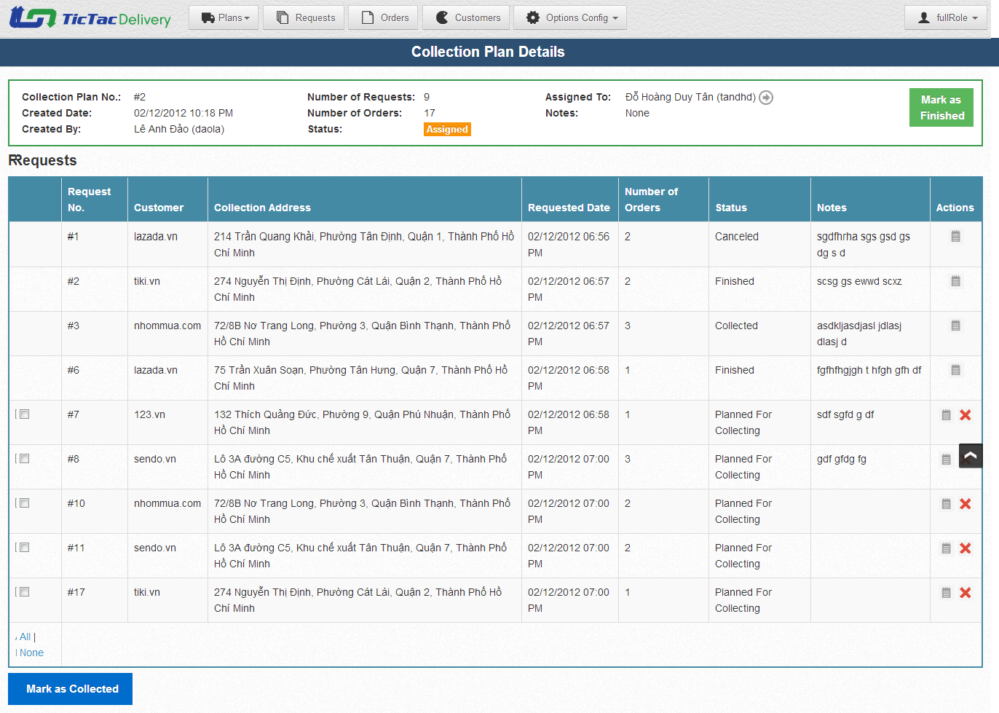 TicTac Delivery
Plans
Requests
Orders
Customers
Options Config
fullRole
Collection Plan Details
Collection Plan No.: #2
Number of Requests: 9
Assigned To: Đỗ Hoàng Duy Tân (tandhd)
Mark as
Finished
Created Date: 02/12/2012 10:18 PM
Number of Orders: 17
Notes: None
Created By: Lê Anh Đảo (daola)
Status: Assigned
Requests
Request
No.
Customer
Collection Address
Requested Date
Number of
Orders
Status
Notes
Actions
#1
lazada.vn
214 Trần Quang Khải, Phường Tân Định, Quận 1, Thành Phố Hồ
Chí Minh
02/12/2012 06:56
PM
2
Canceled
sgdfhrha sgs gsd gs
dg s d
#2
tiki.vn
274 Nguyễn Thị Định, Phường Cát Lái, Quận 2, Thành Phố Hồ
Chí Minh
02/12/2012 06:57
PM
2
Finished
scsg gs ewwd scxz
#3
nhommua.com
72/8B Nơ Trang Long, Phường 3, Quận Bình Thạnh, Thành Phố
Hồ Chí Minh
02/12/2012 06:57
PM
3
Collected
asdkljasdjasl jdlasj
dlasj d
#6
lazada.vn
75 Trần Xuân Soạn, Phường Tân Hưng, Quận 7, Thành Phố Hồ
Chí Minh
02/12/2012 06:58
PM
1
Finished
fgfhfhgjgh t hfgh gfh df
#7
123.vn
132 Thích Quảng Đức, Phường 9, Quận Phú Nhuận, Thành Phố
Hồ Chí Minh
02/12/2012 06:58
PM
1
Planned For
Collecting
sdf sgfd g df
#8
sendo.vn
Lô 3A đường C5, Khu chế xuất Tân Thuận, Quận 7, Thành Phố
Hồ Chí Minh
02/12/2012 07:00
PM
3
Planned For
Collecting
gdf gfdg fg
#10
nhommua.com
72/8B Nơ Trang Long, Phường 3, Quận Bình Thạnh, Thành Phố
Hồ Chí Minh
02/12/2012 07:00
PM
2
Planned For
Collecting
#11
sendo.vn
Lô 3A đường C5, Khu chế xuất Tân Thuận, Quận 7, Thành Phố
Hồ Chí Minh
02/12/2012 07:00
PM
2
Planned For
Collecting
#17
tiki.vn
274 Nguyễn Thị Định, Phường Cát Lái, Quận 2, Thành Phố Hồ
Chí Minh
02/12/2012 07:00
PM
1
Planned For
Collecting
All |
None
Mark as Collected